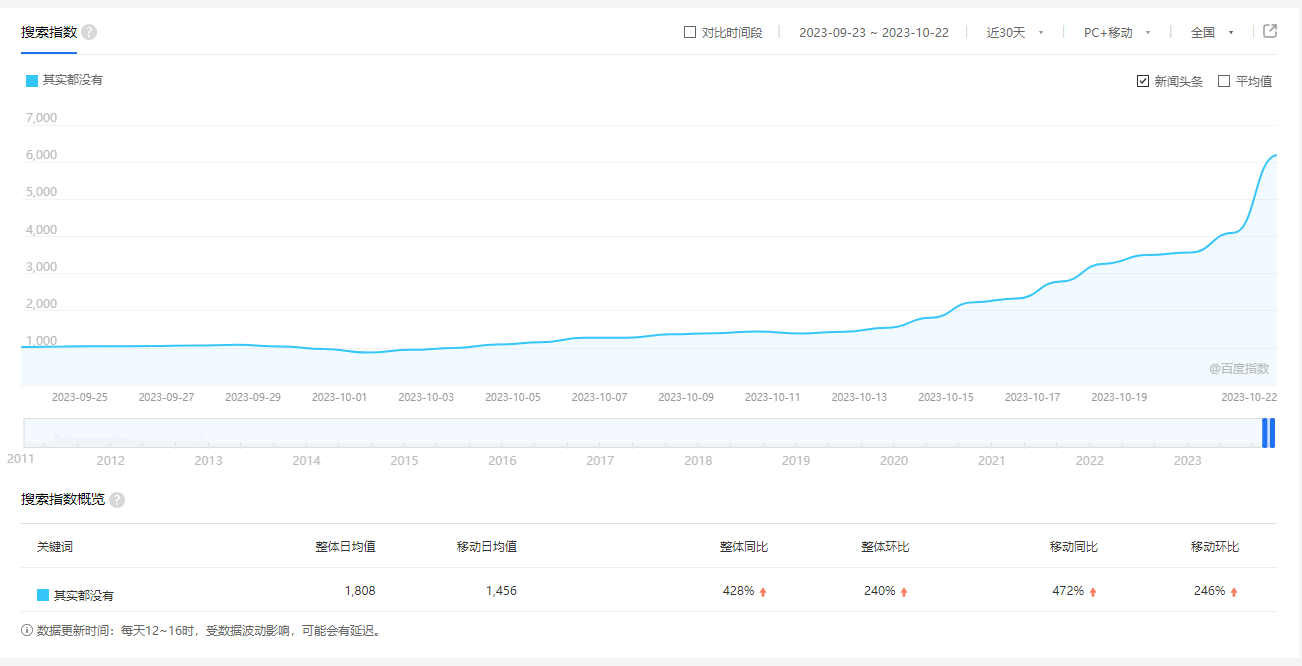 搜索指数 ? 对比时间段 2023-09-23 ~ 2023-10-22 近30天 PC+移动 全国
其实都没有 新闻头条 平均值
7,000
6,000
5,000
4,000
3,000
2,000
1,000
@百度指数
2023-09-25 2023-09-27 2023-09-29 2023-10-01 2023-10-03 2023-10-05 2023-10-07 2023-10-09 2023-10-11 2023-10-13 2023-10-15 2023-10-17 2023-10-19 2023-10-22
2011 2012 2013 2014 2015 2016 2017 2018 2019 2020 2021 2022 2023
搜索指数概览 ?
关键词 整体日均值 移动日均值 整体同比 整体环比 移动同比 移动环比
其实都没有 1,808 1,456 428% 240% 472% 246%
数据更新时间：每天12~16时，受数据波动影响，可能会有延迟。